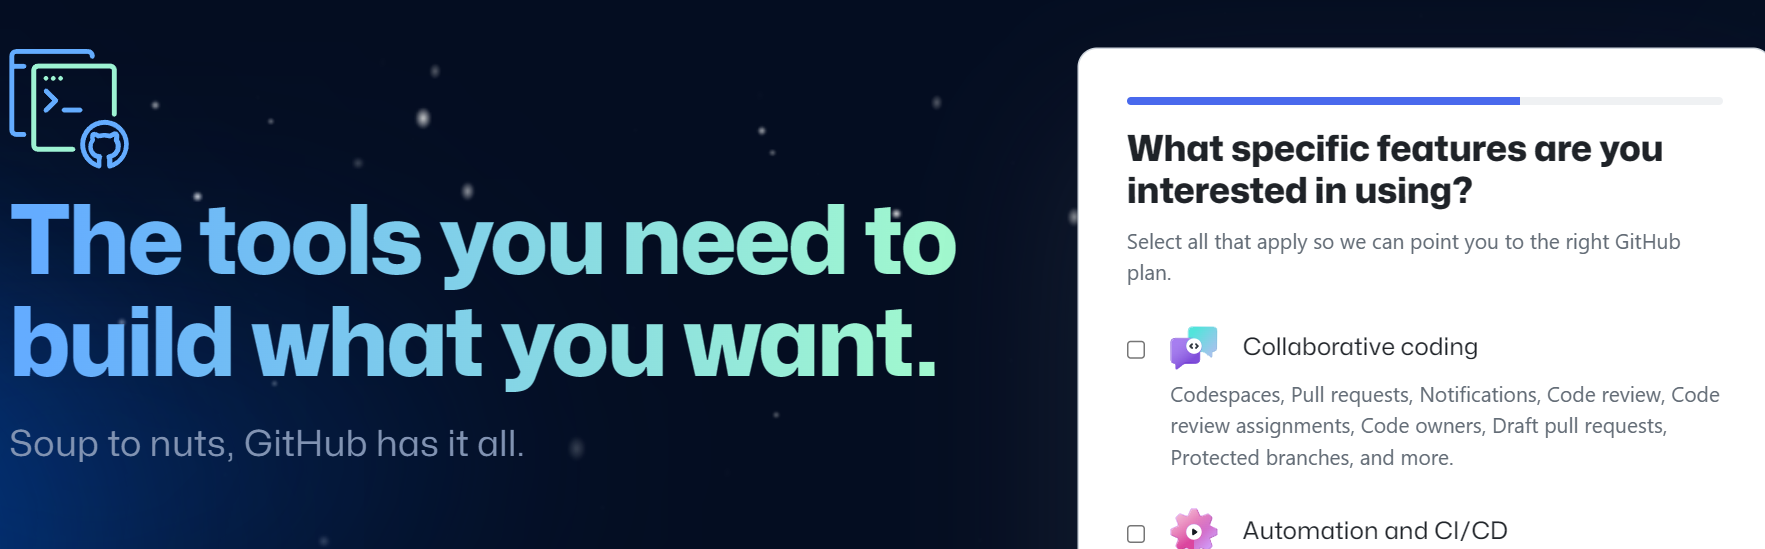 The tools you need to
build what you want.
Soup to nuts, GitHub has it all.
What specific features are you
interested in using?
Select all that apply so we can point you to the right GitHub
plan.
Collaborative coding
Codespaces, Pull requests, Notifications, Code review, Code
review assignments, Code owners, Draft pull requests,
Protected branches, and more.
Automation and CI/CD